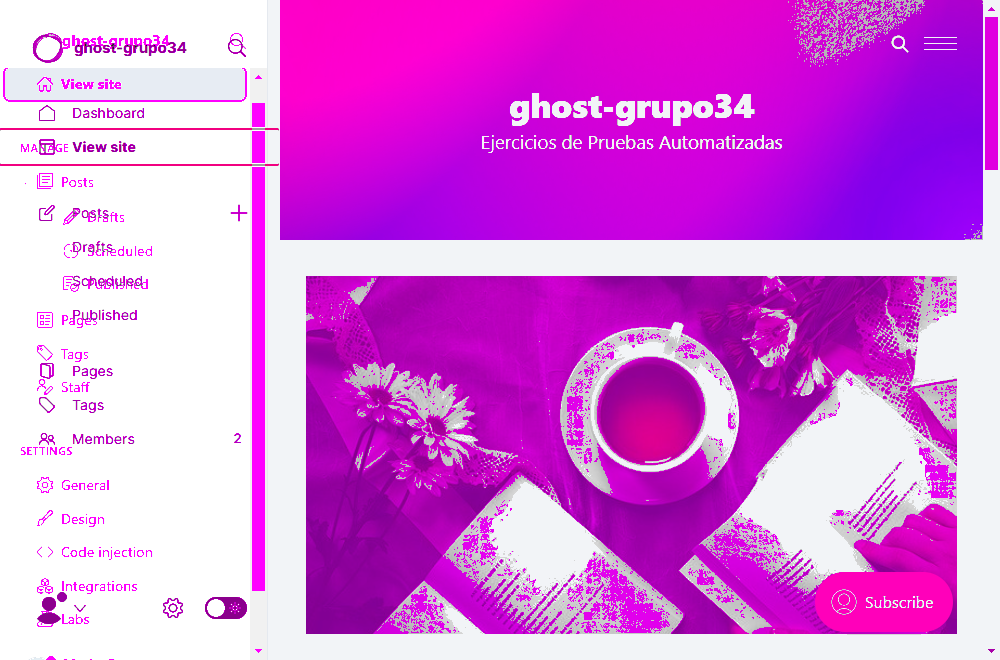 ghost-grupo34
ghost-grupo34
View site
Dashboard
MANAGE
View site
Posts
Posts
Drafts
Drafts
Scheduled
Scheduled
Published
Published
Pages
Tags
Pages
Staff
Tags
Members 2
SETTINGS
General
Design
Code injection
Integrations
Labs
ghost-grupo34
Ejercicios de Pruebas Automatizadas
Subscribe